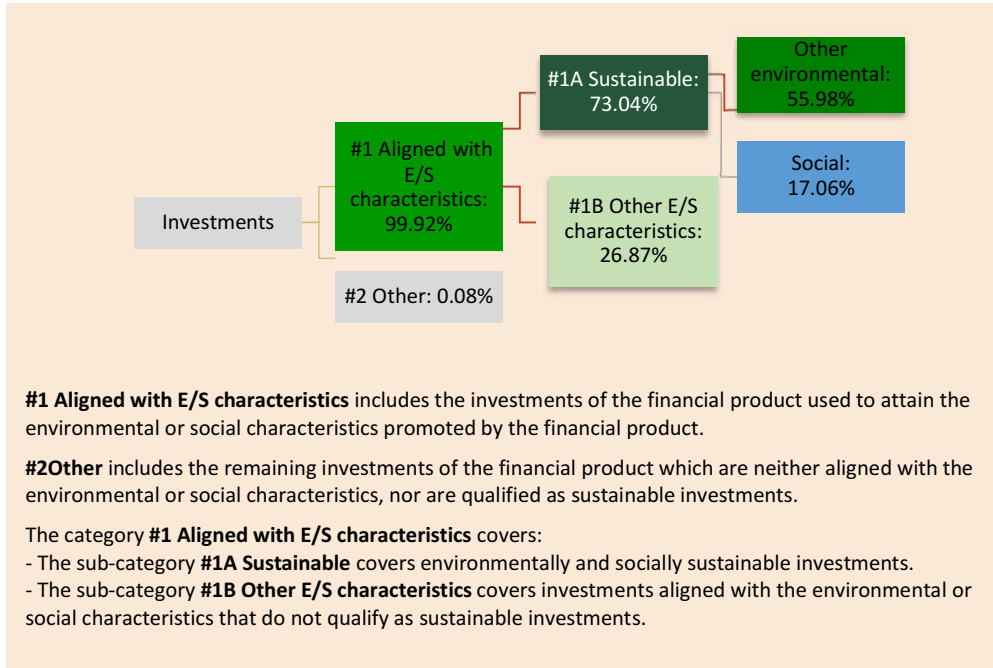 Investments
#1 Aligned with
E/S
characteristics:
99.92%
#2 Other: 0.08%
#1A Sustainable:
73.04%
#1B Other E/S
characteristics:
26.87%
Other
environmental:
55.98%
Social:
17.06%
#1 Aligned with E/S characteristics includes the investments of the financial product used to attain the
environmental or social characteristics promoted by the financial product.
#2Other includes the remaining investments of the financial product which are neither aligned with the
environmental or social characteristics, nor are qualified as sustainable investments.
The category #1 Aligned with E/S characteristics covers:
- The sub-category #1A Sustainable covers environmentally and socially sustainable investments.
- The sub-category #1B Other E/S characteristics covers investments aligned with the environmental or
social characteristics that do not qualify as sustainable investments.